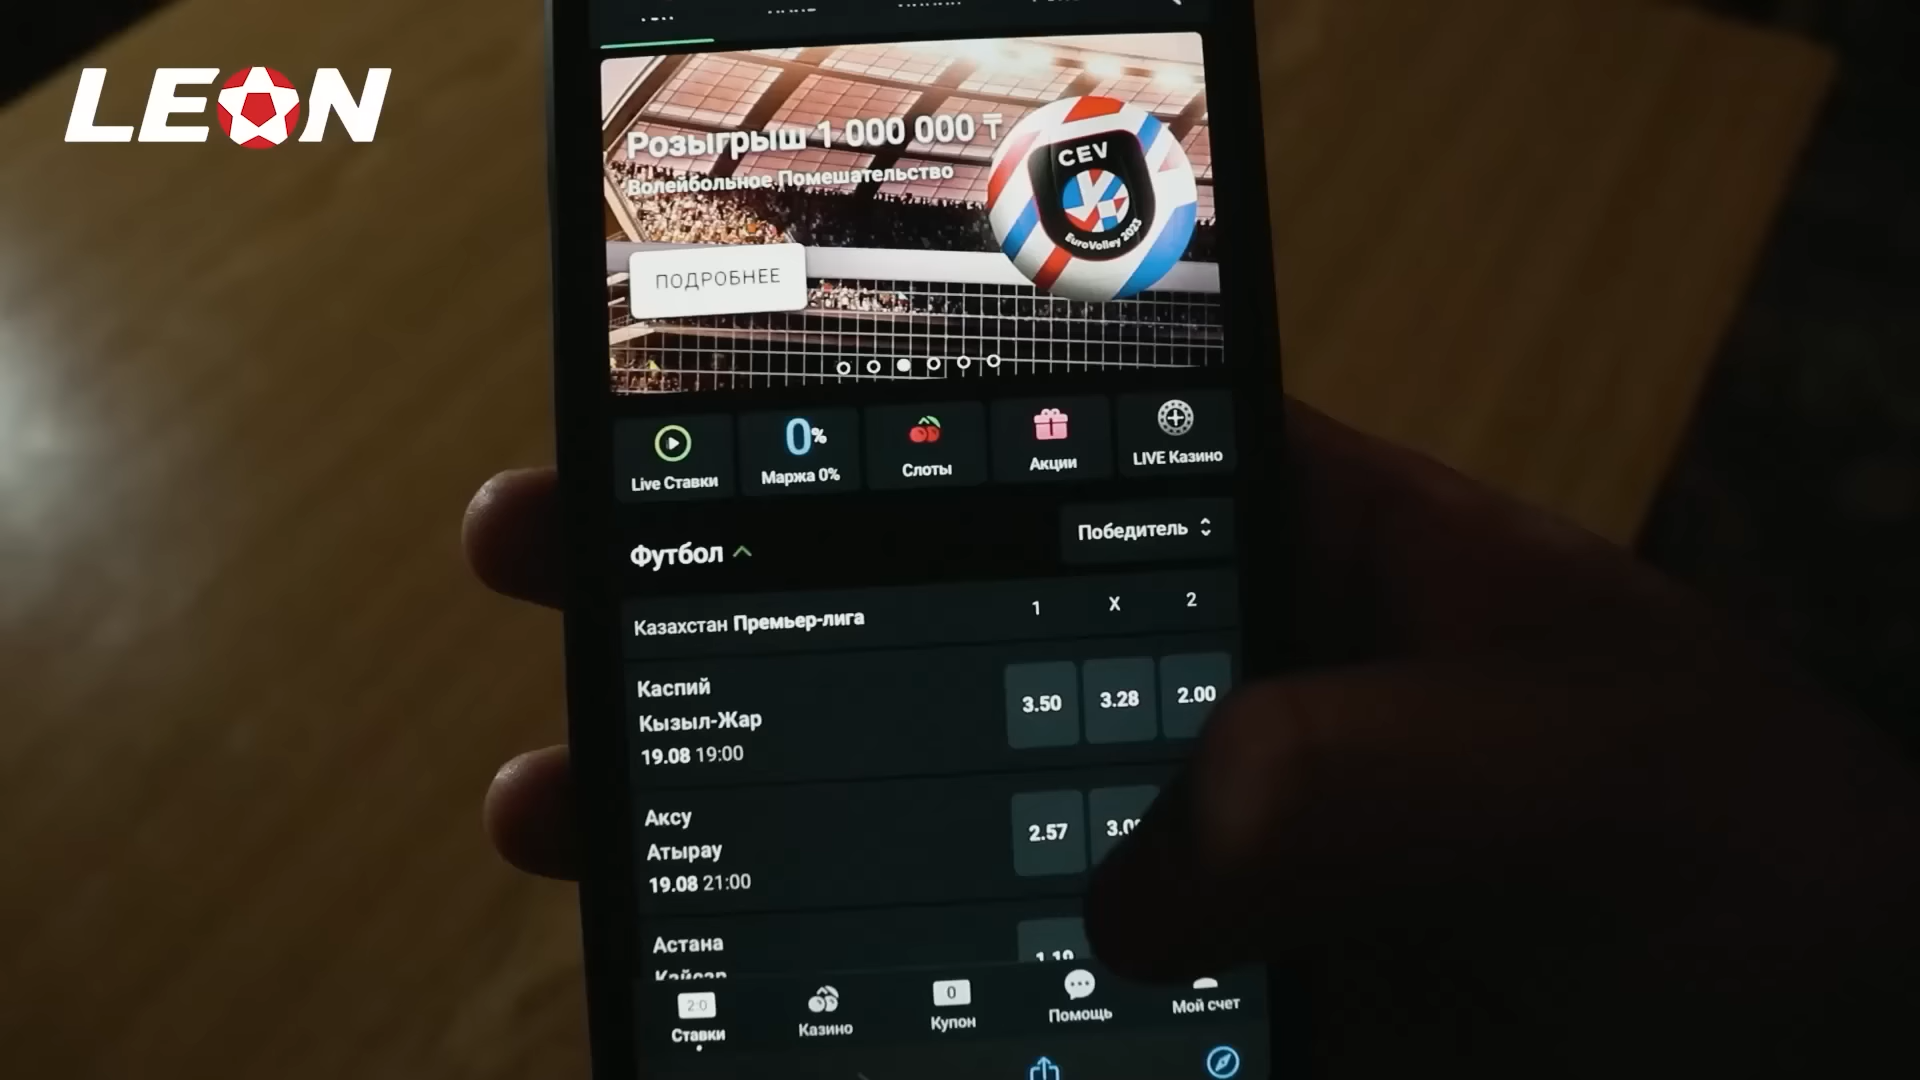 LEON
Розыгрыш 1 000 000 ₸
Волейбольное Помешательство
CEV
EuroVolley 2023
ПОДРОБНЕЕ
Live Ставки
0%
Маржа 0%
Слоты
Акции
LIVE Казино
Футбол
Победитель
Казахстан Премьер-лига
1 X 2
Каспий
Кызыл-Жар
19.08 19:00
3.50 3.28 2.00
Аксу
Атырау
19.08 21:00
2.57
Астана
Кайсар
1.19
2:0
Ставки
Казино
0
Купон
Помощь
Мой счет